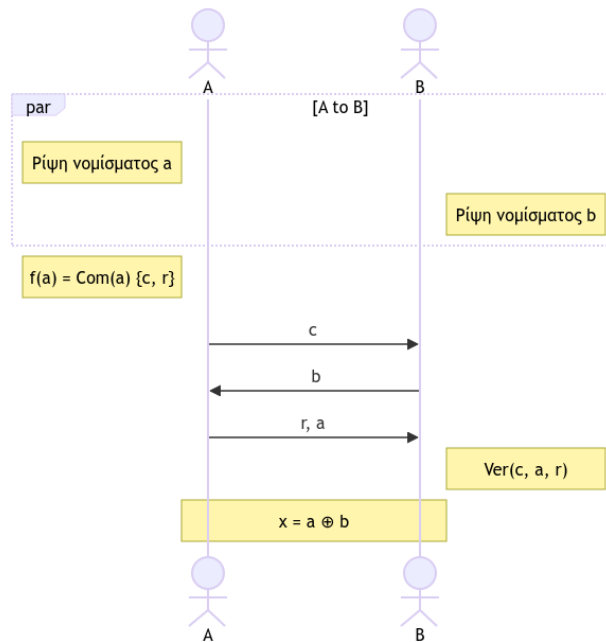 A
B
par
[A to B]
Ρίψη νομίσματος a
Ρίψη νομίσματος b
f(a) = Com(a) {c, r}
c
b
r, a
Ver(c, a, r)
x = a ⊕ b
A
B